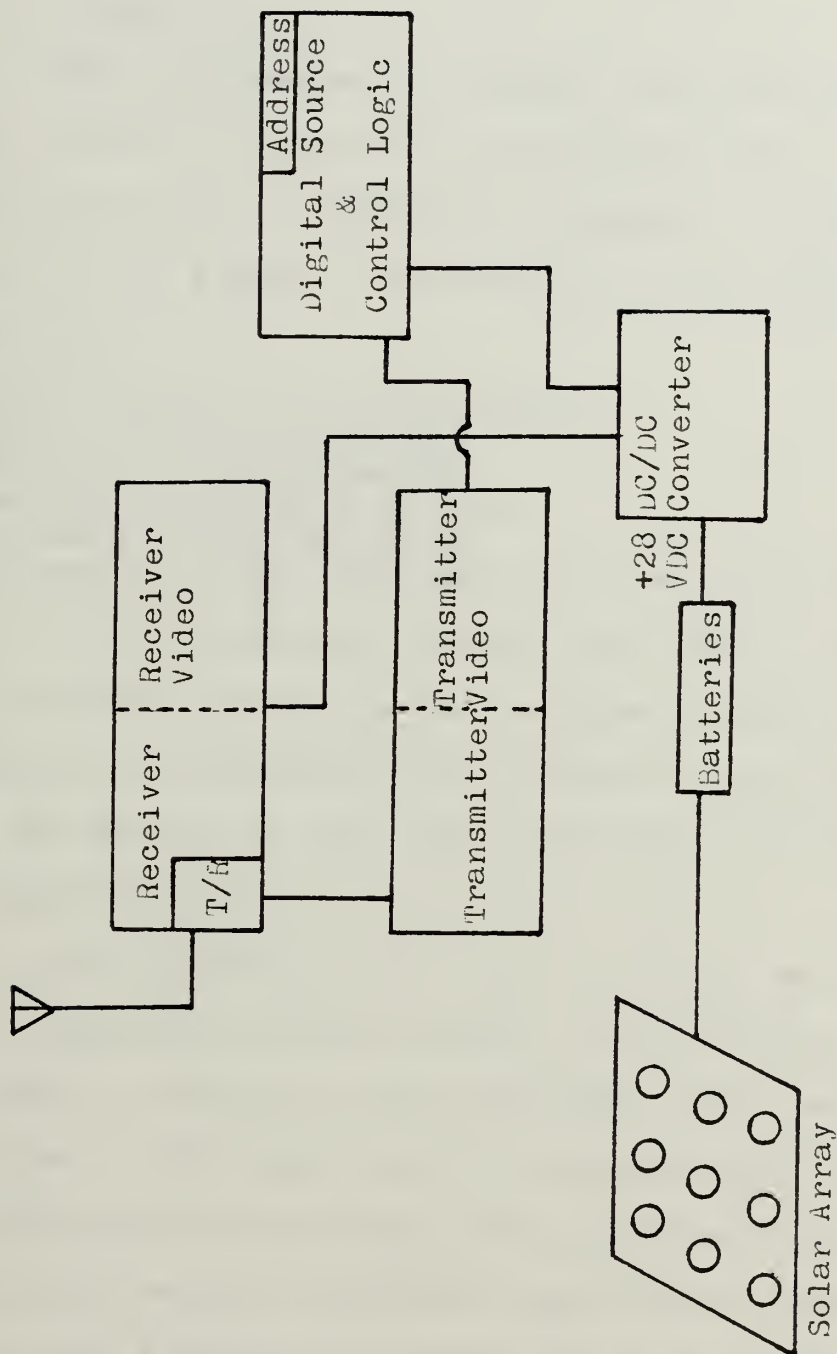 Receiver
Receiver
Video
T/R
Address
Digital Source
&
Control Logic
Transmitter
Transmitter
Video
+28
VDC
DC/DC
Converter
Batteries
Solar Array